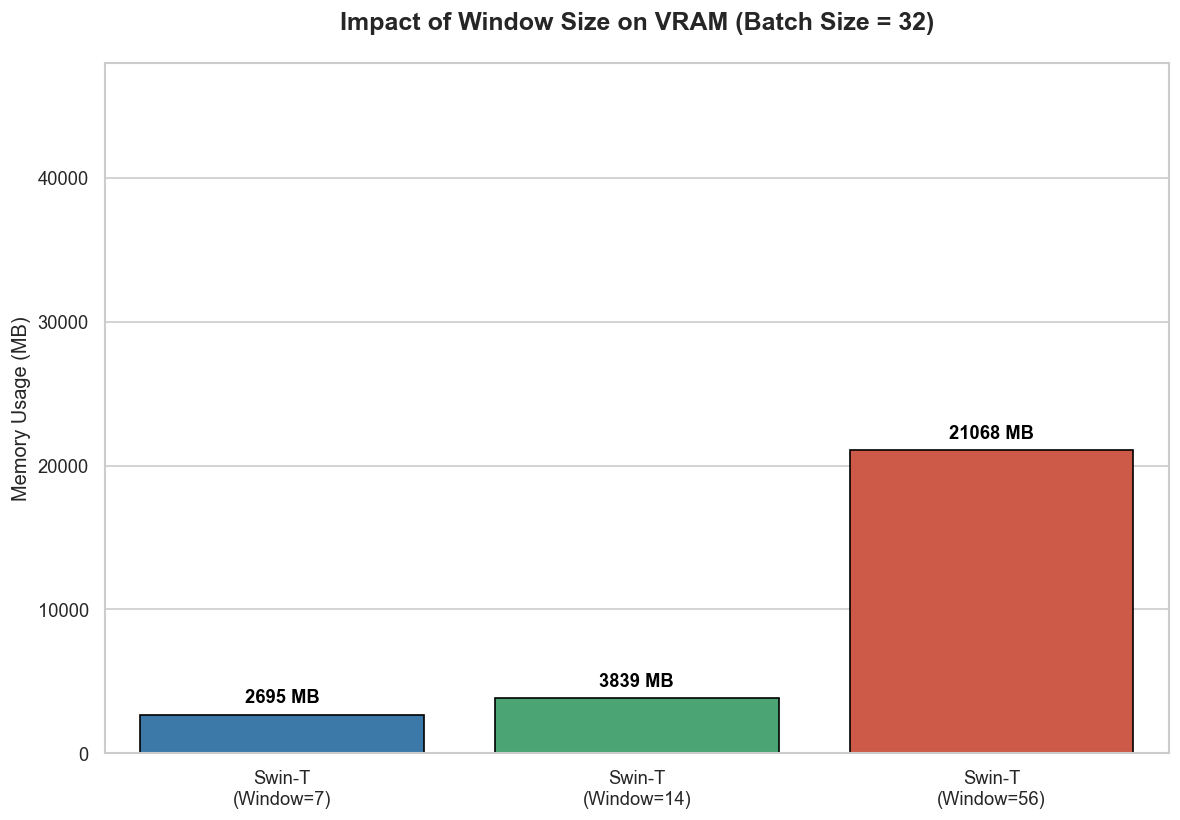 Impact of Window Size on VRAM (Batch Size = 32)
Memory Usage (MB)
40000
30000
20000
10000
0
2695 MB
3839 MB
21068 MB
Swin-T
(Window=7)
Swin-T
(Window=14)
Swin-T
(Window=56)